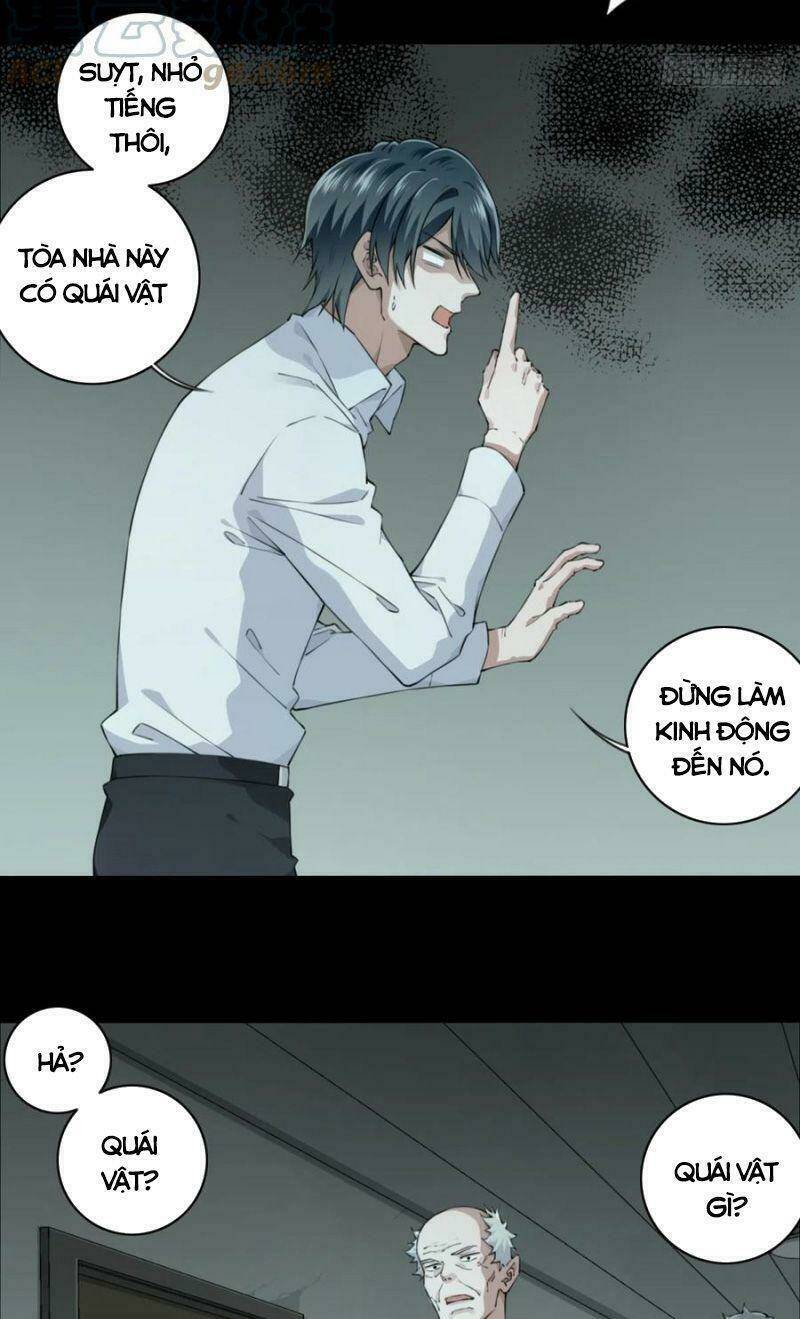 SUỴT, NHỎ
TIẾNG
THÔI,
TÒA NHÀ NÀY
CÓ QUÁI VẬT
ĐỪNG LÀM
KINH ĐỘNG
ĐẾN NÓ.
HẢ?
QUÁI
VẬT?
QUÁI VẬT
GÌ?